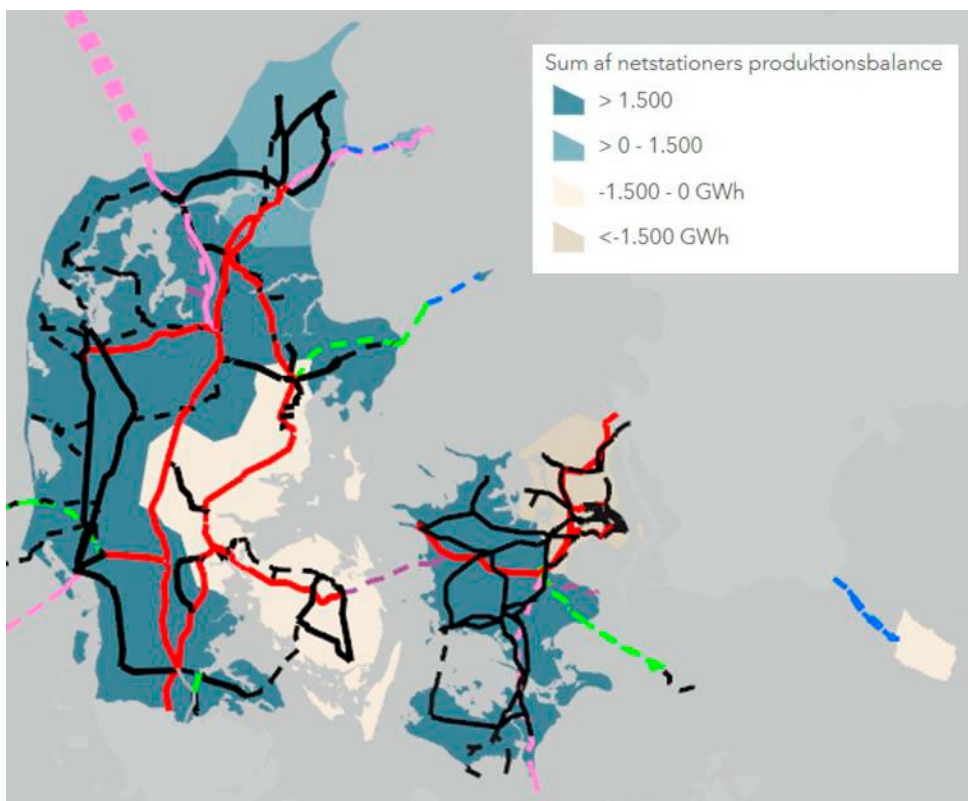 Sum af netstationers produktionsbalance
> 1.500
> 0 - 1.500
-1.500 - 0 GWh
<-1.500 GWh